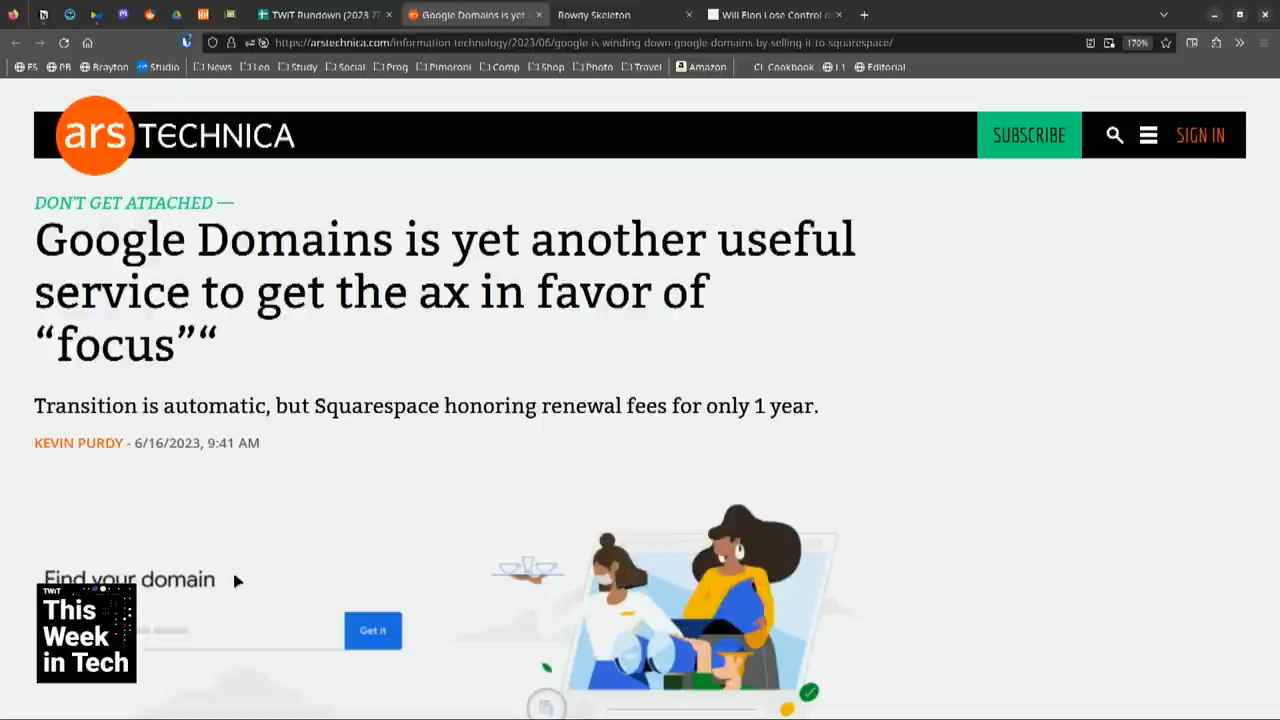 TWiT Rundown (2023 ??
Google Domains is yet
Rowdy Skeleton
Will Elon Lose Control o
https://arstechnica.com/information-technology/2023/06/google-is-winding-down-google-domains-by-selling-it-to-squarespace/
170%
FS PB Brayton Studio News Leo Study Social Prog Pimoroni Comp Shop Photo Travel Amazon CL Cookbook L1 Editorial
ars TECHNICA
SUBSCRIBE
SIGN IN
DON'T GET ATTACHED —
Google Domains is yet another useful
service to get the ax in favor of
“focus”“
Transition is automatic, but Squarespace honoring renewal fees for only 1 year.
KEVIN PURDY - 6/16/2023, 9:41 AM
Find your domain
Get it
TWiT
This
Week
in Tech